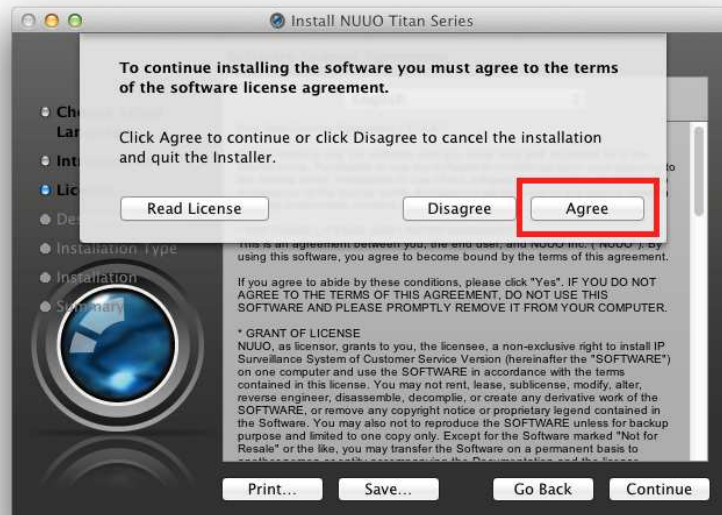 Install NUUO Titan Series
To continue installing the software you must agree to the terms
of the software license agreement.
Click Agree to continue or click Disagree to cancel the installation
and quit the Installer.
Read License
Disagree
Agree
Installation Type
Installation
Summary
This is an agreement between you, the end user, and NUUO Inc. ("NUUO"). By
using this software, you agree to become bound by the terms of this agreement.
If you agree to abide by these conditions, please click "Yes". IF YOU DO NOT
AGREE TO THE TERMS OF THIS AGREEMENT, DO NOT USE THIS
SOFTWARE AND PLEASE PROMPTLY REMOVE IT FROM YOUR COMPUTER.
* GRANT OF LICENSE
NUUO, as licensor, grants to you, the licensee, a non-exclusive right to install IP
Surveillance System of Customer Service Version (hereinafter the "SOFTWARE")
on one computer and use the SOFTWARE in accordance with the terms
contained in this license. You may not rent, lease, sublicense, modify, alter,
reverse engineer, disassemble, decomplie, or create any derivative work of the
SOFTWARE, or remove any copyright notice or proprietary legend contained in
the Software. You may also not to reproduce the SOFTWARE unless for backup
purpose and limited to one copy only. Except for the Software marked "Not for
Resale" or the like, you may transfer the Software on a permanent basis to
Print...
Save...
Go Back
Continue